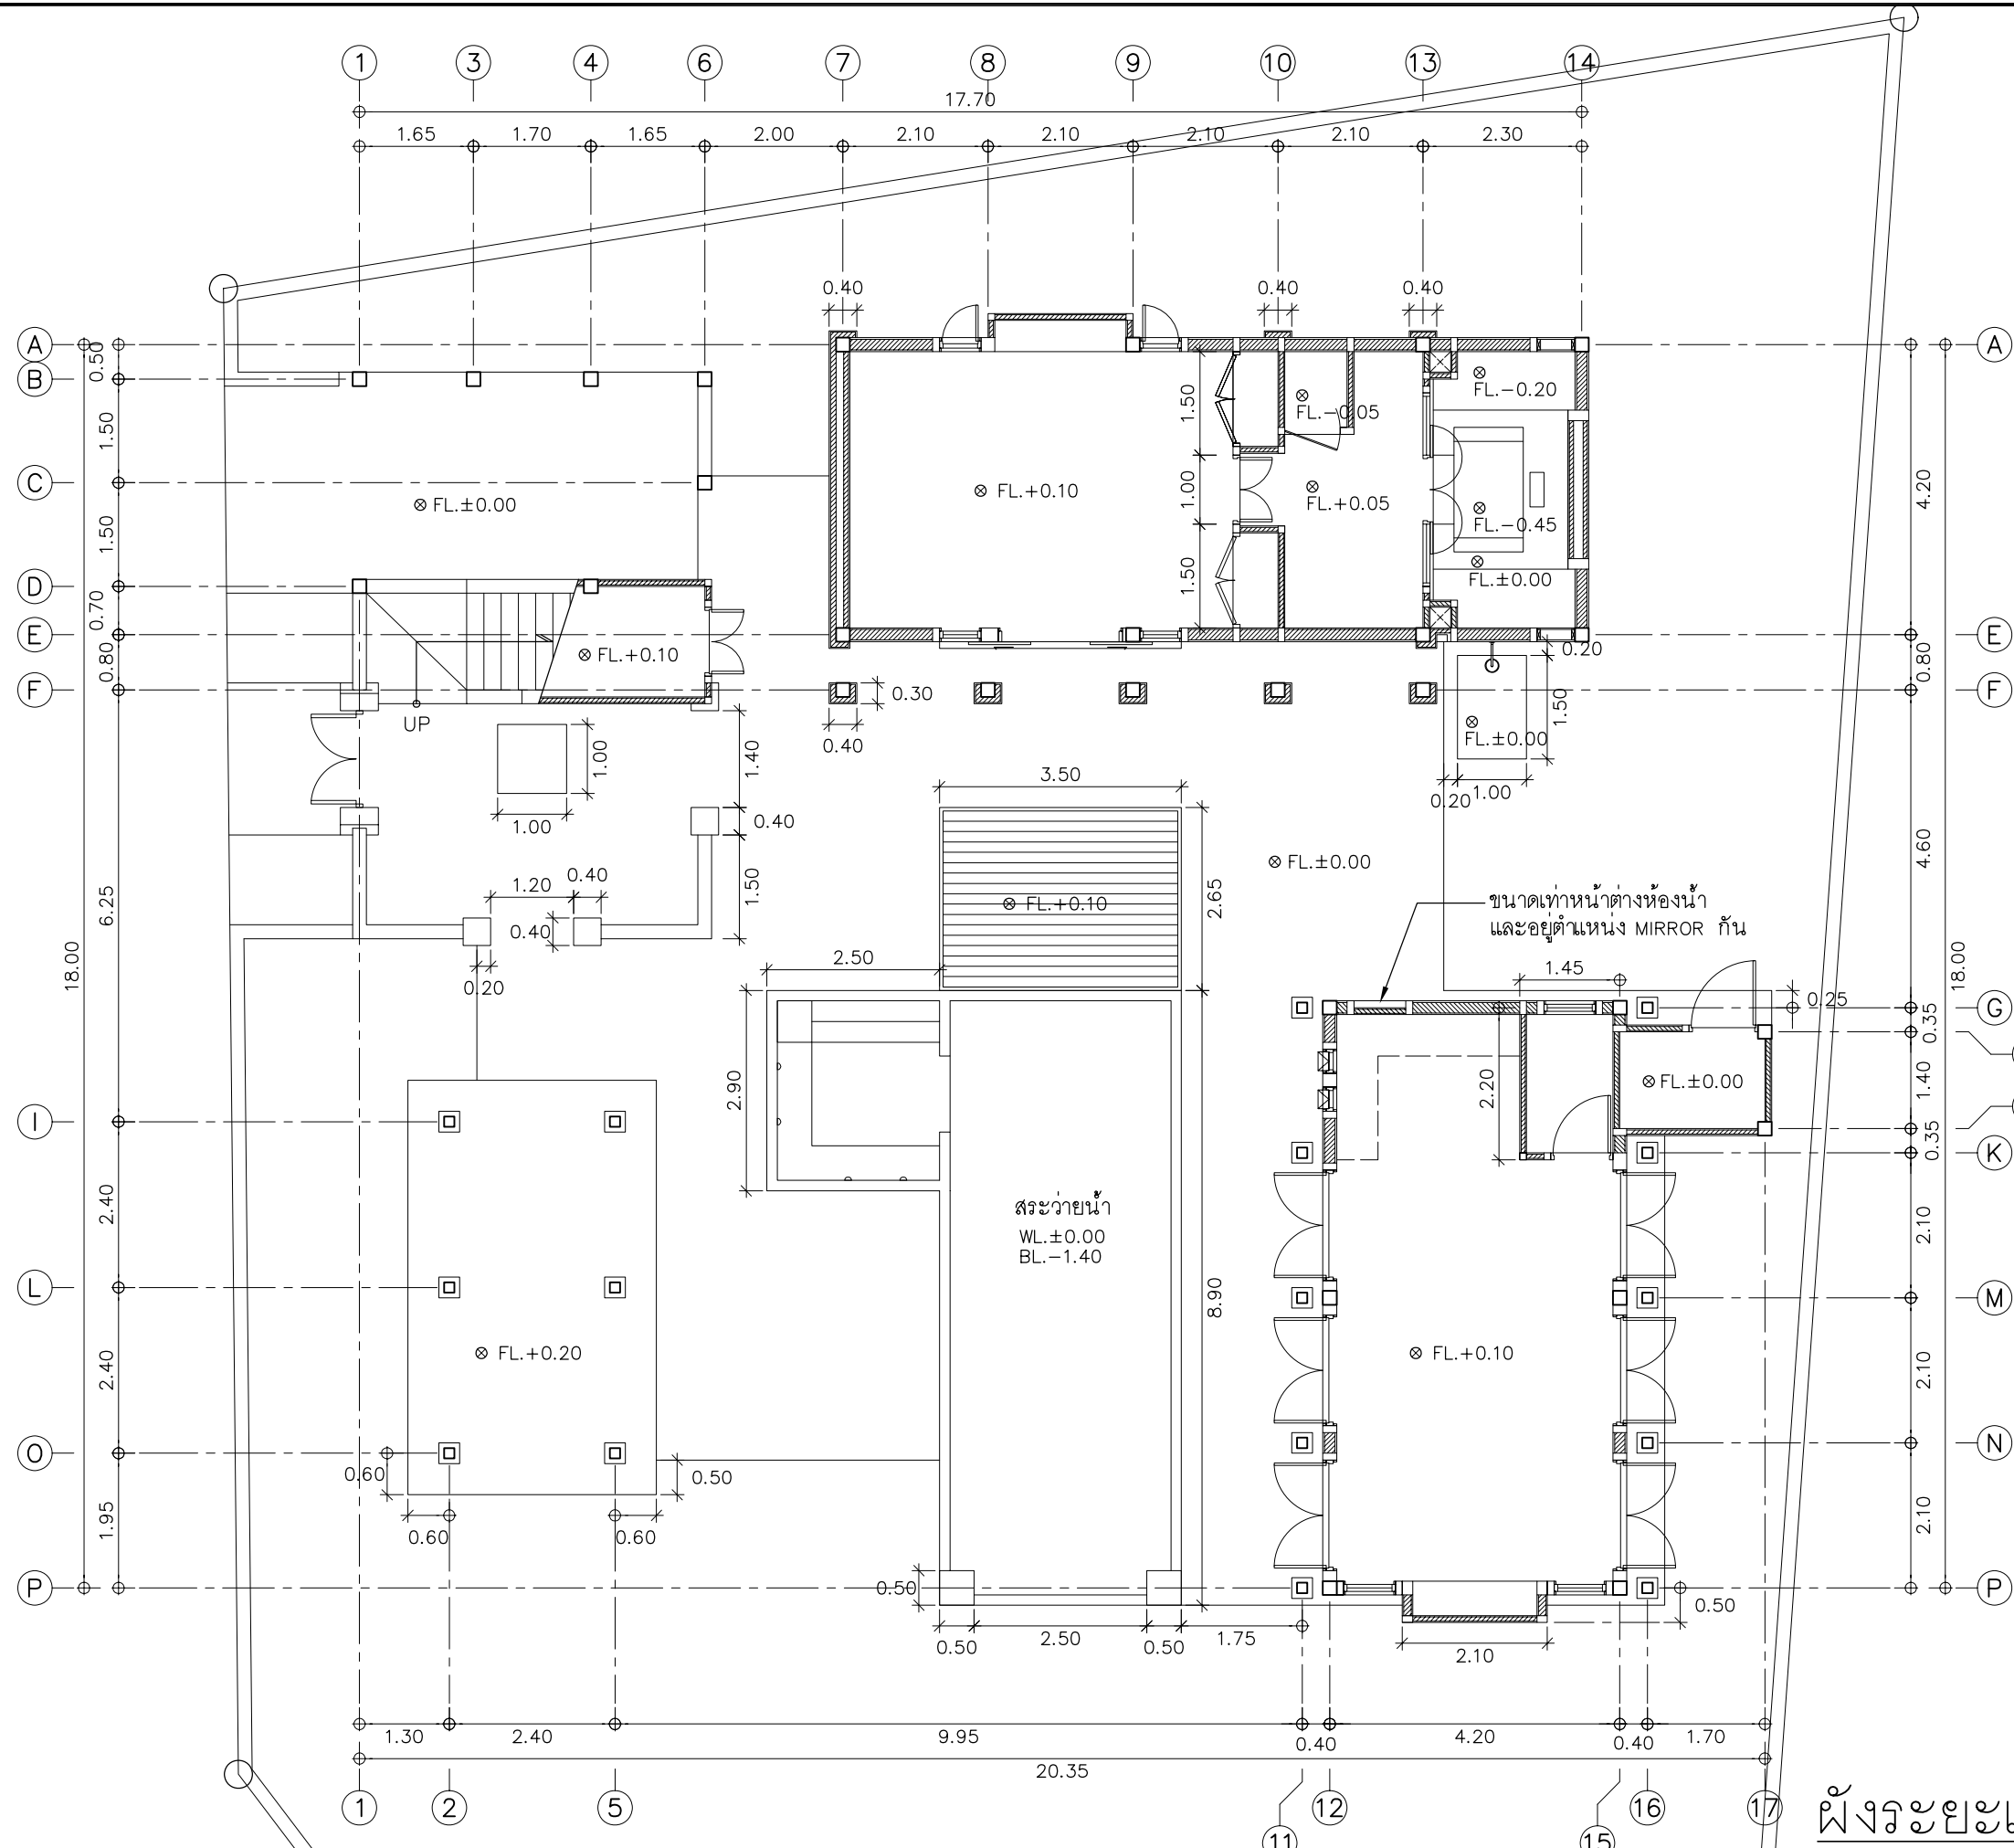 1 3 4 6 7 8 9 10 13 14
17.70
1.65 1.70 1.65 2.00 2.10 2.10 2.10 2.10 2.30
0.40 0.40 0.40
A A
0.50
B
FL.-0.20
1.50 1.50 FL.-0.05
C
FL.±0.00 FL.+0.10 1.00 FL.+0.05 FL.-0.45 4.20
1.50
D 1.50 FL.±0.00
0.70
E FL.+0.10 0.20 E
0.80 0.80
F 0.30 F
UP 0.40 FL.±0.00 1.50
1.00 1.40
3.50
1.00 0.40 0.20 1.00
FL.±0.00 4.60
1.20 0.40 1.50 FL.+0.10 2.65
ขนาดเท่าหน้าต่างห้องน้ำ
และอยู่ตำแหน่ง MIRROR กัน
6.25 0.40
18.00 2.50 1.45 18.00
0.20 0.25
G
0.35
2.90 2.20 FL.±0.00 1.40
I
0.35
K
2.40
สระว่ายน้ำ
WL.±0.00
BL.-1.40
2.10
L 8.90 M
2.40 FL.+0.20 FL.+0.10 2.10
O N
0.60 0.50
1.95 0.60 0.60 2.10
P 0.50 P
0.50 2.50 0.50 1.75 0.50
2.10
1.30 2.40 9.95 0.40 4.20 0.40 1.70
20.35
1 2 5 12 16 17
11 15